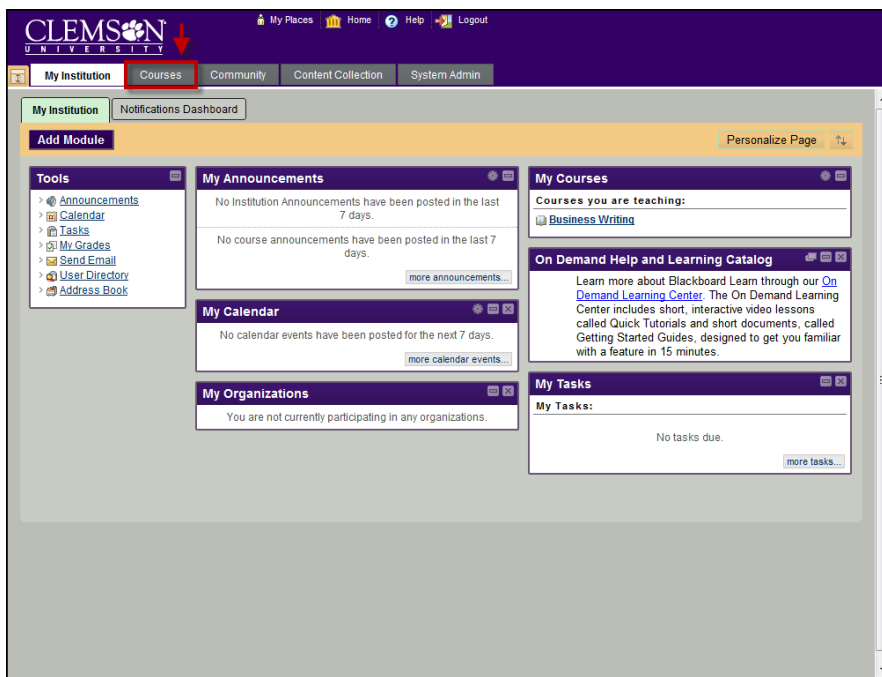 My Places Home Help Logout
CLEMSON
UNIVERSITY
My Institution Courses Community Content Collection System Admin
My Institution Notifications Dashboard
Add Module
Personalize Page
Tools
Announcements
Calendar
Tasks
My Grades
Send Email
User Directory
Address Book
My Announcements
No Institution Announcements have been posted in the last
7 days.
No course announcements have been posted in the last 7
days.
more announcements...
My Calendar
No calendar events have been posted for the next 7 days.
more calendar events...
My Organizations
You are not currently participating in any organizations.
My Courses
Courses you are teaching:
Business Writing
On Demand Help and Learning Catalog
Learn more about Blackboard Learn through our On
Demand Learning Center. The On Demand Learning
Center includes short, interactive video lessons
called Quick Tutorials and short documents, called
Getting Started Guides, designed to get you familiar
with a feature in 15 minutes.
My Tasks
My Tasks:
No tasks due.
more tasks...